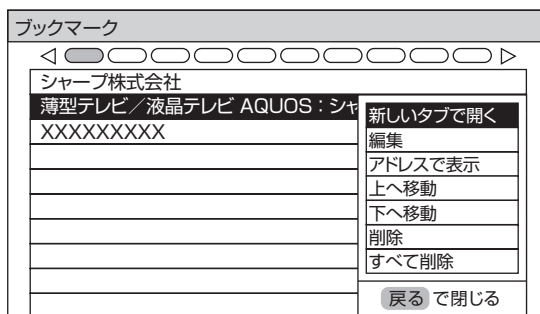 ブックマーク
シャープ株式会社
薄型テレビ／液晶テレビ AQUOS：シャ
XXXXXXXXX
新しいタブで開く
編集
アドレスで表示
上へ移動
下へ移動
削除
すべて削除
戻る で閉じる